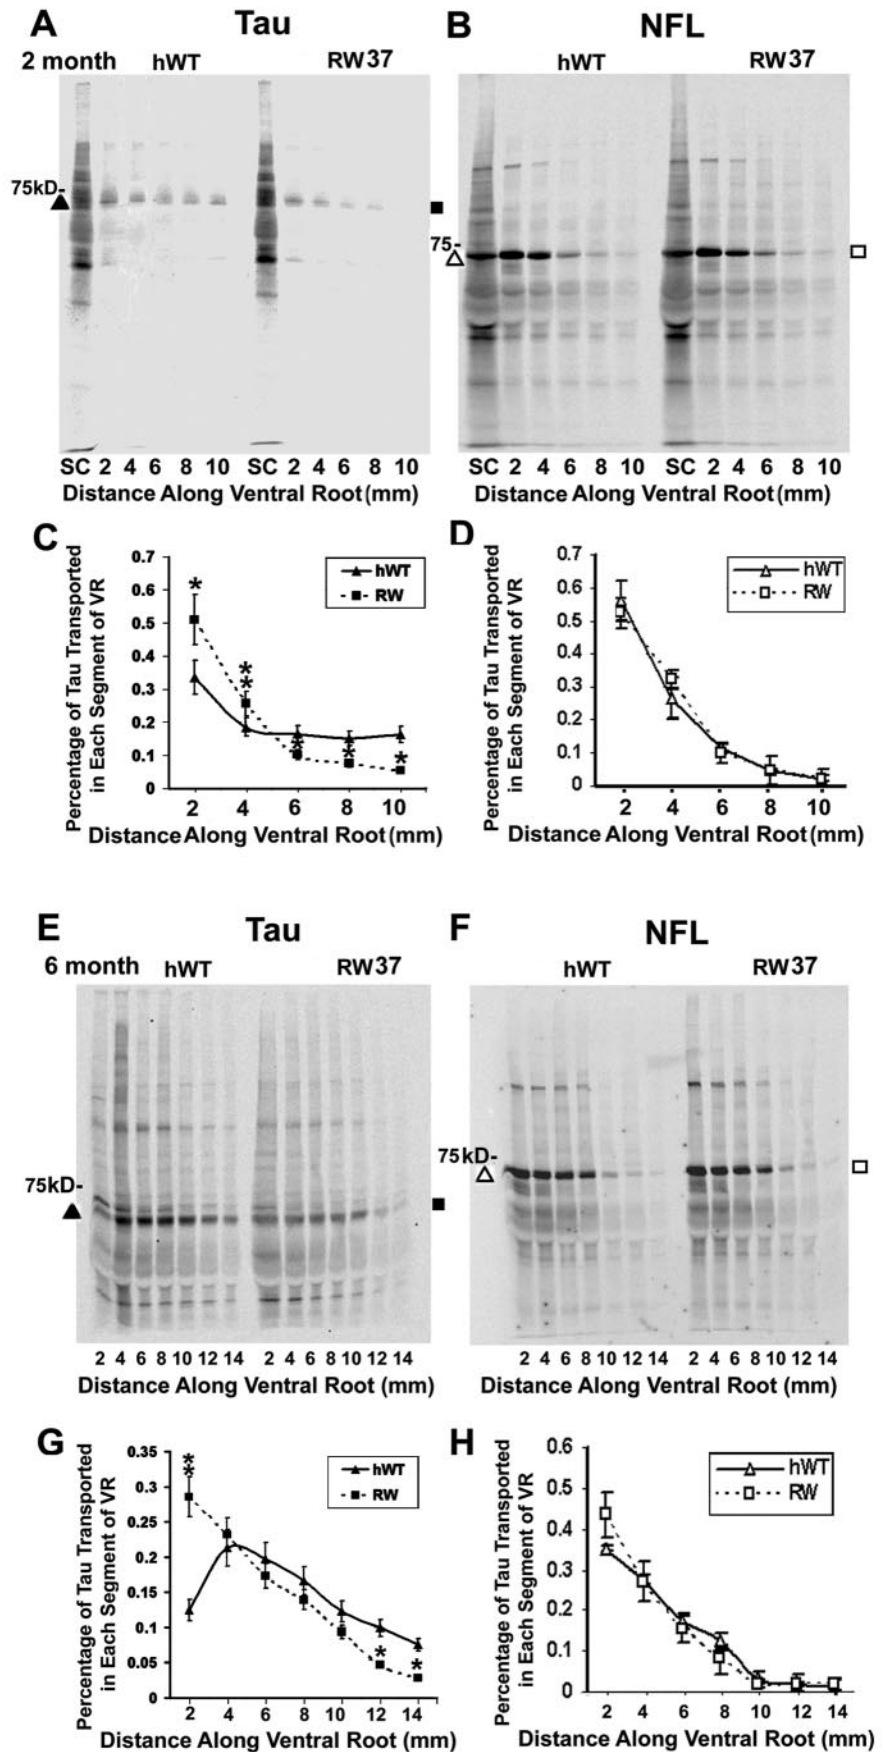 A Tau B NFL
2 month hWT RW37 hWT RW37
75kD-
75-
SC 2 4 6 8 10 SC 2 4 6 8 10 SC 2 4 6 8 10 SC 2 4 6 8 10
Distance Along Ventral Root (mm) Distance Along Ventral Root (mm)
C
Percentage of Tau Transported
in Each Segment of VR
0.7
0.6
0.5
0.4
0.3
0.2
0.1
0
hWT
RW
*
*
*
*
*
*
2 4 6 8 10
Distance Along Ventral Root (mm)
D
Percentage of Tau Transported
in Each Segment of VR
0.7
0.6
0.5
0.4
0.3
0.2
0.1
0
hWT
RW
2 4 6 8 10
Distance Along Ventral Root (mm)
E Tau F NFL
6 month hWT RW37 hWT RW37
75kD-
75kD-
2 4 6 8 10 12 14 2 4 6 8 10 12 14 2 4 6 8 10 12 14 2 4 6 8 10 12 14
Distance Along Ventral Root (mm) Distance Along Ventral Root (mm)
G
Percentage of Tau Transported
in Each Segment of VR
0.35
0.3
0.25
0.2
0.15
0.1
0.05
0
hWT
RW
*
*
*
*
2 4 6 8 10 12 14
Distance Along Ventral Root (mm)
H
Percentage of Tau Transported
in Each Segment of VR
0.6
0.5
0.4
0.3
0.2
0.1
0
hWT
RW
2 4 6 8 10 12 14
Distance Along Ventral Root (mm)